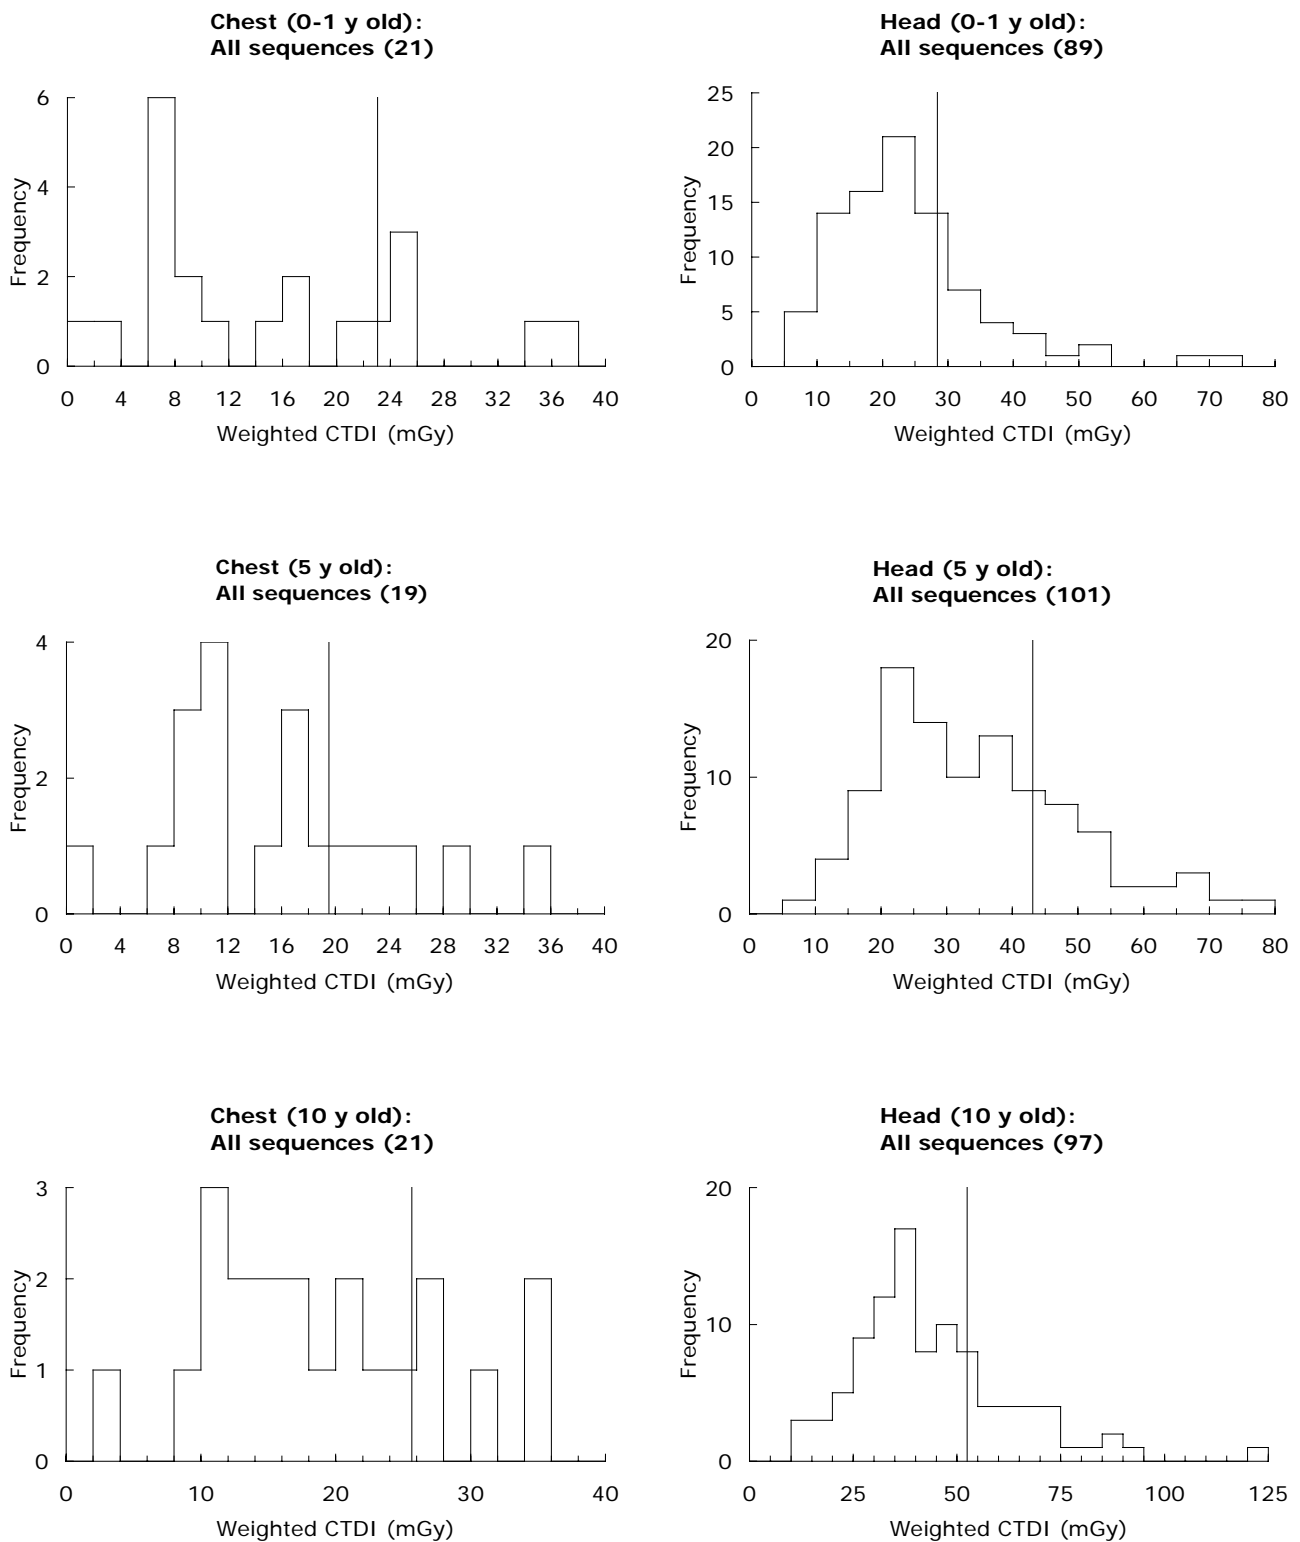 Chest (0-1 y old):
All sequences (21)
6
4
2
0
Frequency
0 4 8 12 16 20 24 28 32 36 40
Weighted CTDI (mGy)
Head (0-1 y old):
All sequences (89)
25
20
15
10
5
0
Frequency
0 10 20 30 40 50 60 70 80
Weighted CTDI (mGy)
Chest (5 y old):
All sequences (19)
4
2
0
Frequency
0 4 8 12 16 20 24 28 32 36 40
Weighted CTDI (mGy)
Head (5 y old):
All sequences (101)
20
10
0
Frequency
0 10 20 30 40 50 60 70 80
Weighted CTDI (mGy)
Chest (10 y old):
All sequences (21)
3
2
1
0
Frequency
0 10 20 30 40
Weighted CTDI (mGy)
Head (10 y old):
All sequences (97)
20
10
0
Frequency
0 25 50 75 100 125
Weighted CTDI (mGy)